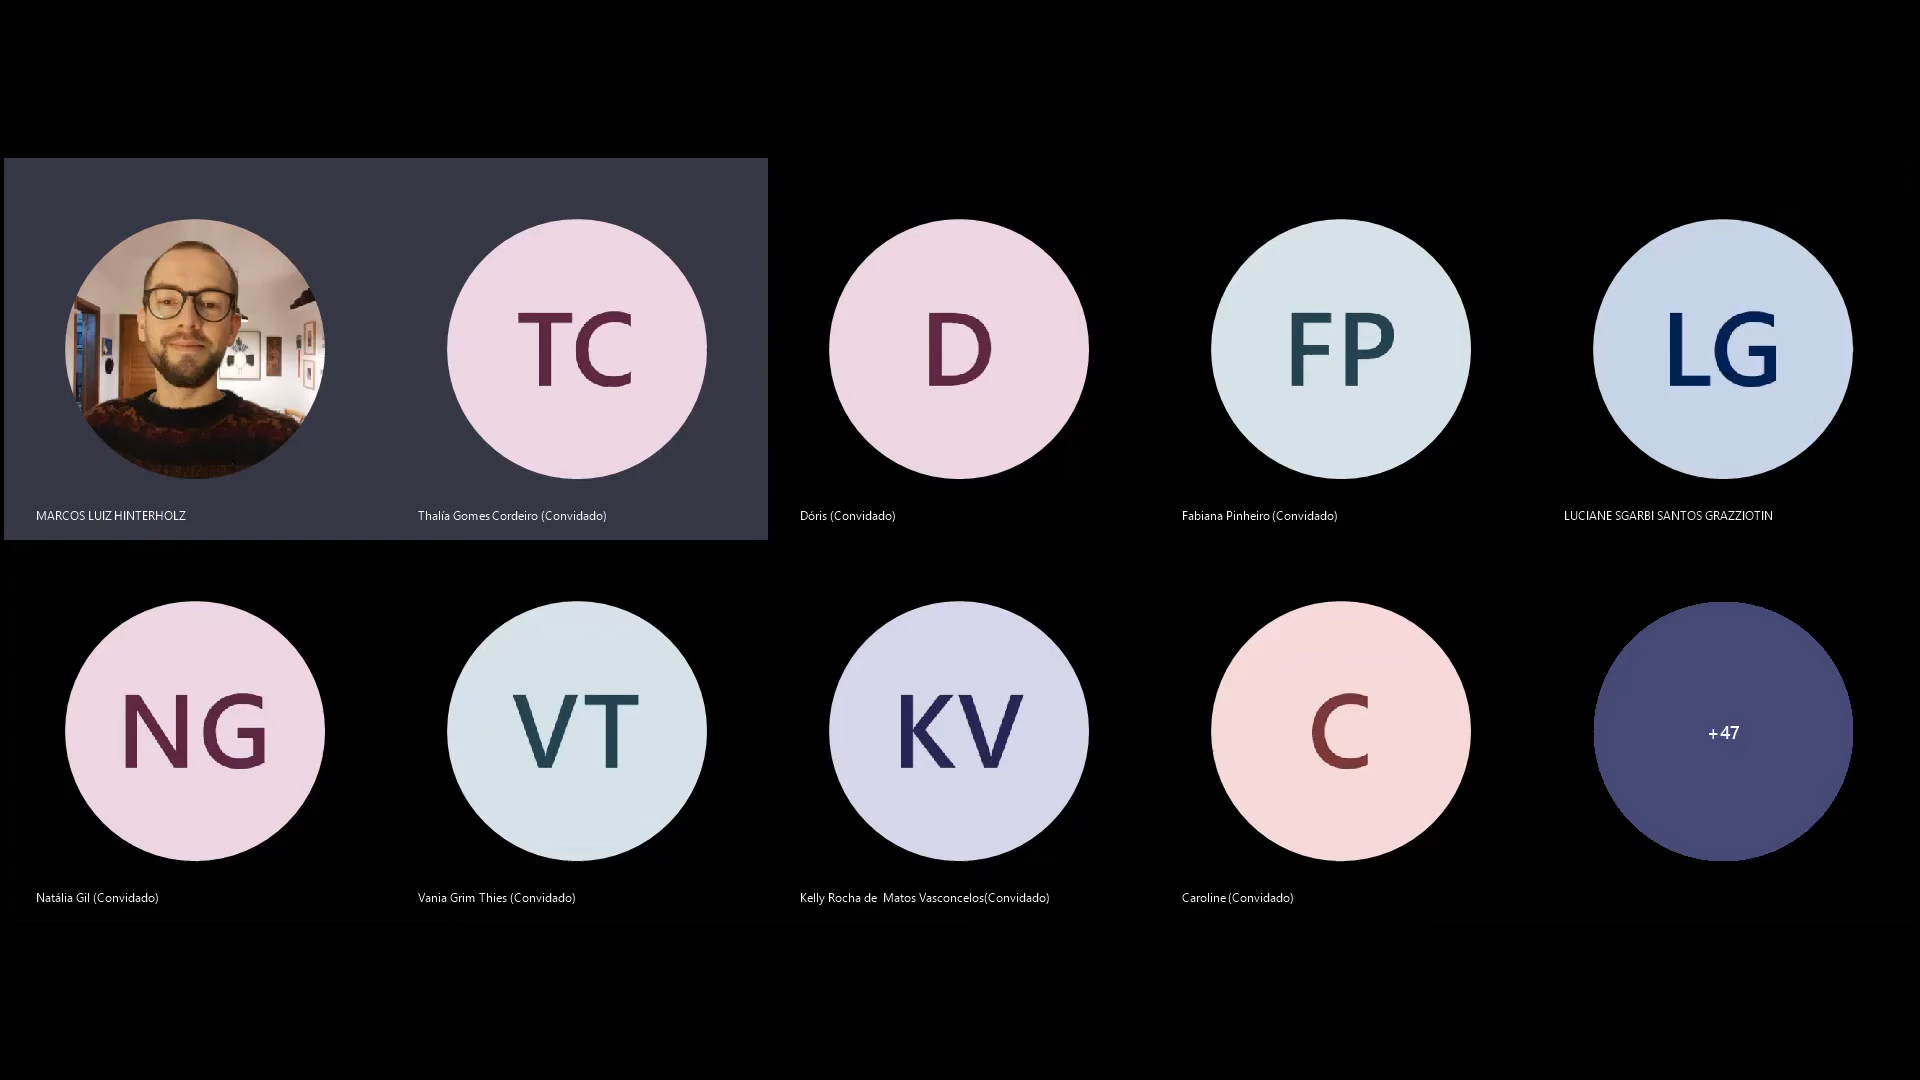 TC
D
FP
LG
MARCOS LUIZ HINTERHOLZ
Thalía Gomes Cordeiro (Convidado)
Dóris (Convidado)
Fabiana Pinheiro (Convidado)
LUCIANE SGARBI SANTOS GRAZZIOTIN
NG
VT
KV
C
+47
Natália Gil (Convidado)
Vania Grim Thies (Convidado)
Kelly Rocha de Matos Vasconcelos(Convidado)
Caroline (Convidado)